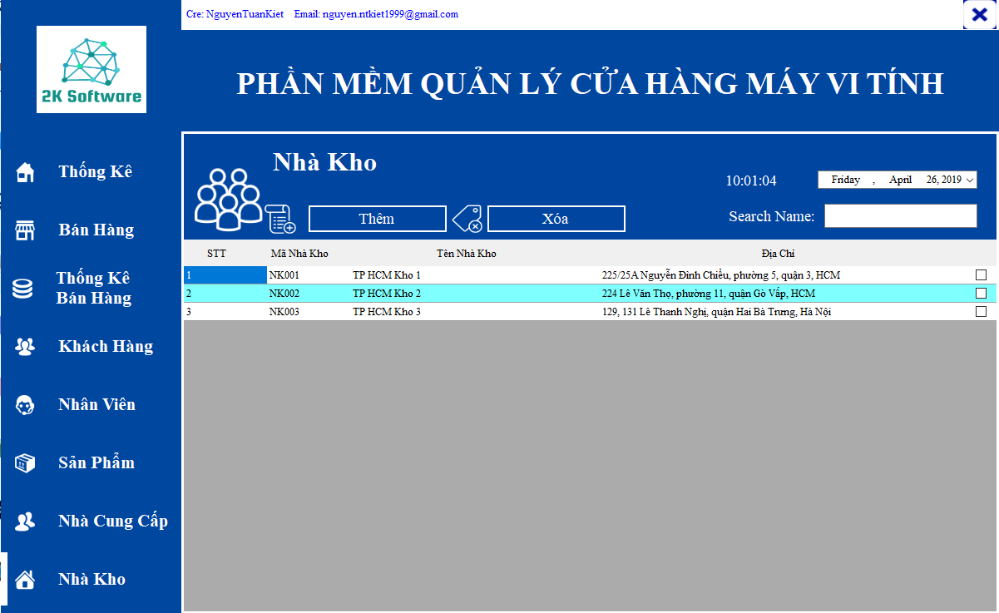 Cre: NguyenTuanKiet Email: nguyen.ntkiet1999@gmail.com
2K Software
PHẦN MỀM QUẢN LÝ CỬA HÀNG MÁY VI TÍNH
Thống Kê
Bán Hàng
Thống Kê
Bán Hàng
Khách Hàng
Nhân Viên
Sản Phẩm
Nhà Cung Cấp
Nhà Kho
Nhà Kho
10:01:04 Friday , April 26, 2019
Thêm Xóa Search Name:
STT Mã Nhà Kho Tên Nhà Kho Địa Chỉ
1 NK001 TP HCM Kho 1 225/25A Nguyễn Đình Chiểu, phường 5, quận 3, HCM
2 NK002 TP HCM Kho 2 224 Lê Văn Thọ, phường 11, quận Gò Vấp, HCM
3 NK003 TP HCM Kho 3 129, 131 Lê Thanh Nghị, quận Hai Bà Trưng, Hà Nội